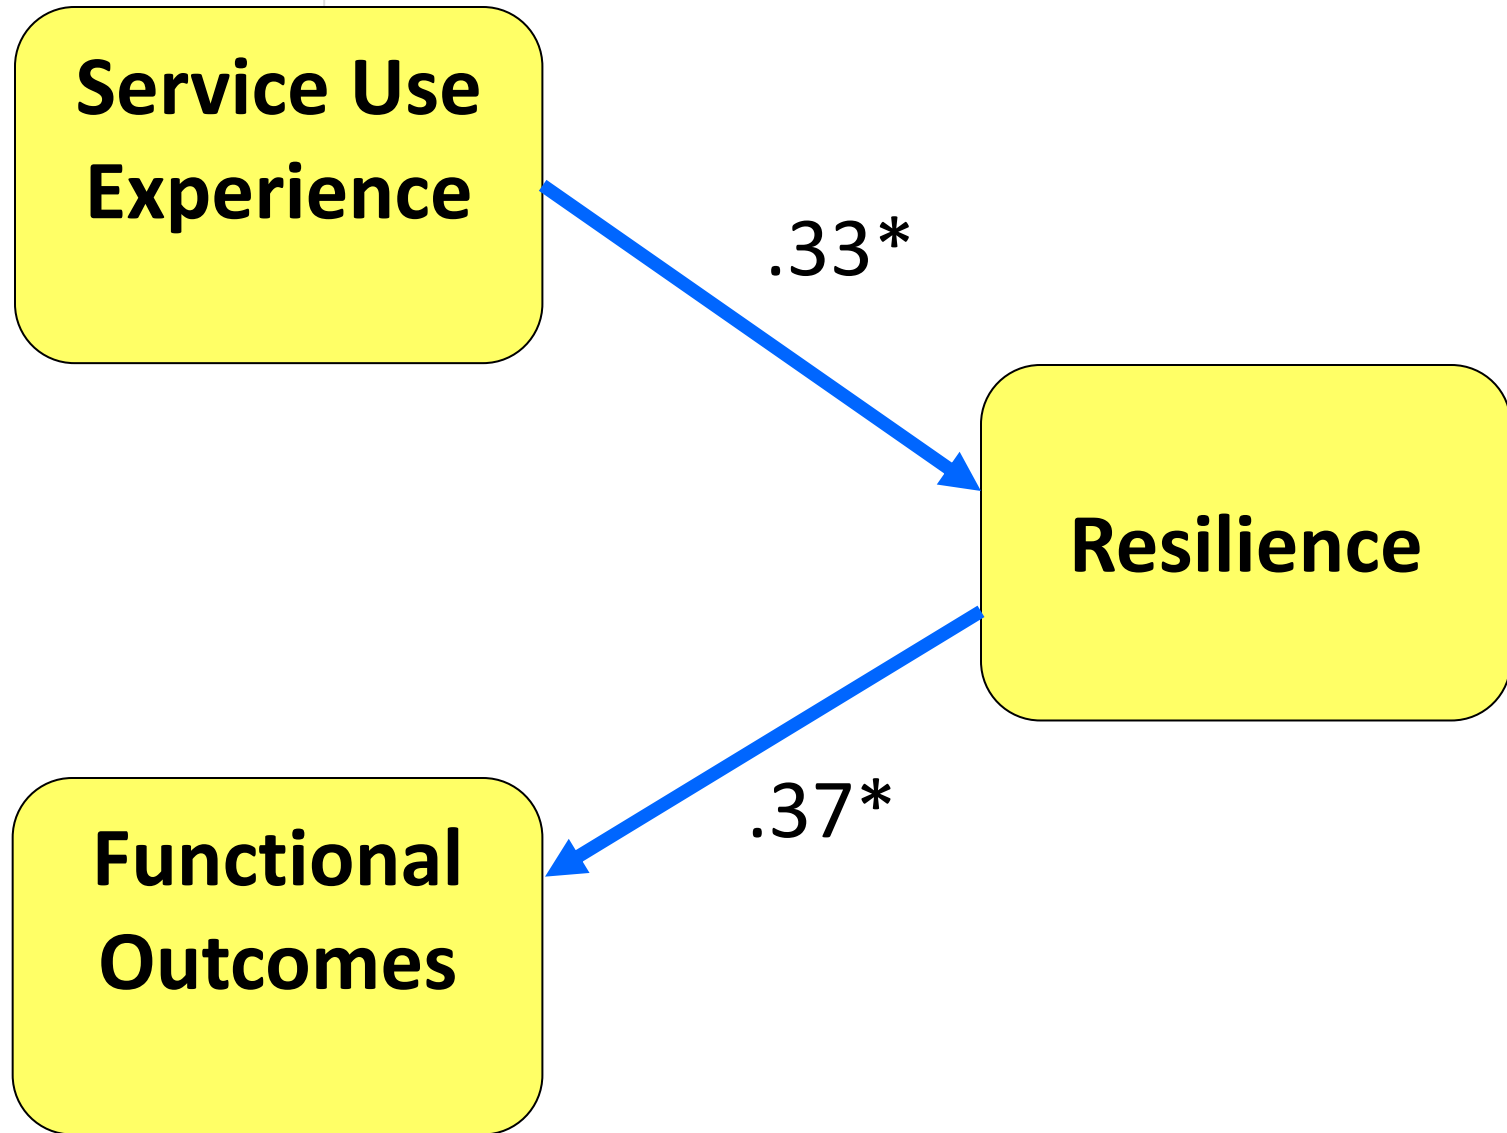 Service Use
Experience
.33*
Resilience
.37*
Functional
Outcomes